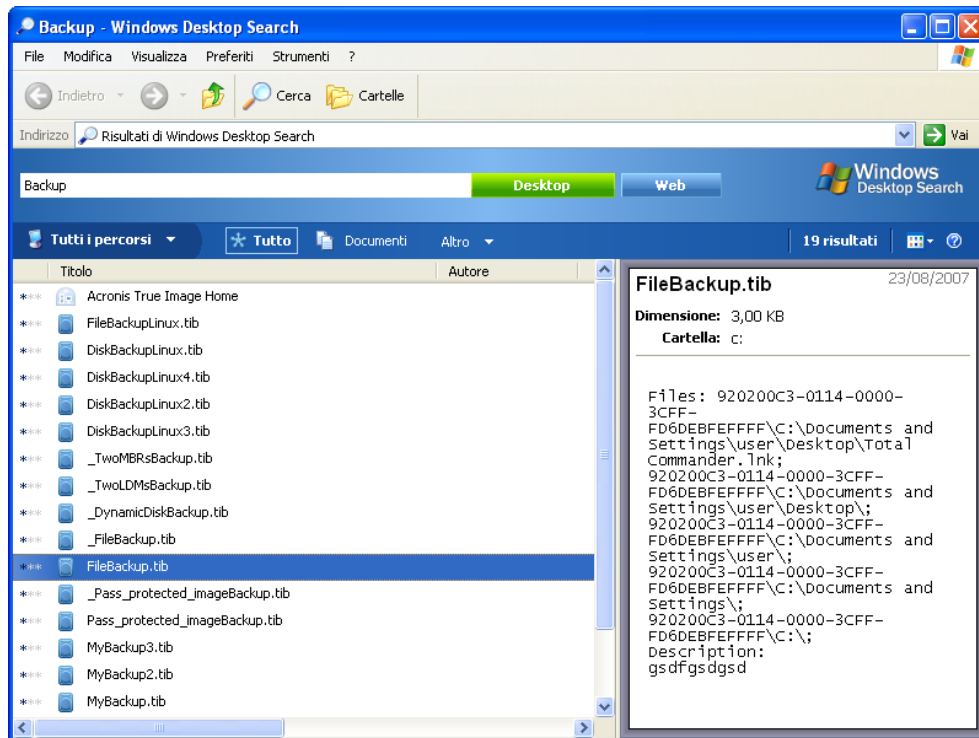 Backup - Windows Desktop Search
File Modifica Visualizza Preferiti Strumenti ?
Indietro Cerca Cartelle
Indirizzo Risultati di Windows Desktop Search Vai
Backup Desktop Web Windows
Desktop Search
Tutti i percorsi Tutto Documenti Altro 19 risultati
Titolo Autore
Acronis True Image Home
FileBackupLinux.tib
DiskBackupLinux.tib
DiskBackupLinux4.tib
DiskBackupLinux2.tib
DiskBackupLinux3.tib
_TwoMBRsBackup.tib
_TwoLDMsBackup.tib
_DynamicDiskBackup.tib
_FileBackup.tib
FileBackup.tib
_Pass_protected_imageBackup.tib
Pass_protected_imageBackup.tib
MyBackup3.tib
MyBackup2.tib
MyBackup.tib
FileBackup.tib 23/08/2007
Dimensione: 3,00 KB
Cartella: c:
Files: 920200C3-0114-0000-
3CFF-
FD6DEBFEFFFF\C:\Documents and
Settings\user\Desktop\Total
Commander.lnk;
920200C3-0114-0000-3CFF-
FD6DEBFEFFFF\C:\Documents and
Settings\user\Desktop\;
920200C3-0114-0000-3CFF-
FD6DEBFEFFFF\C:\Documents and
Settings\user\;
920200C3-0114-0000-3CFF-
FD6DEBFEFFFF\C:\Documents and
Settings\;
920200C3-0114-0000-3CFF-
FD6DEBFEFFFF\C:\;
Description:
gsdfgsdgsd